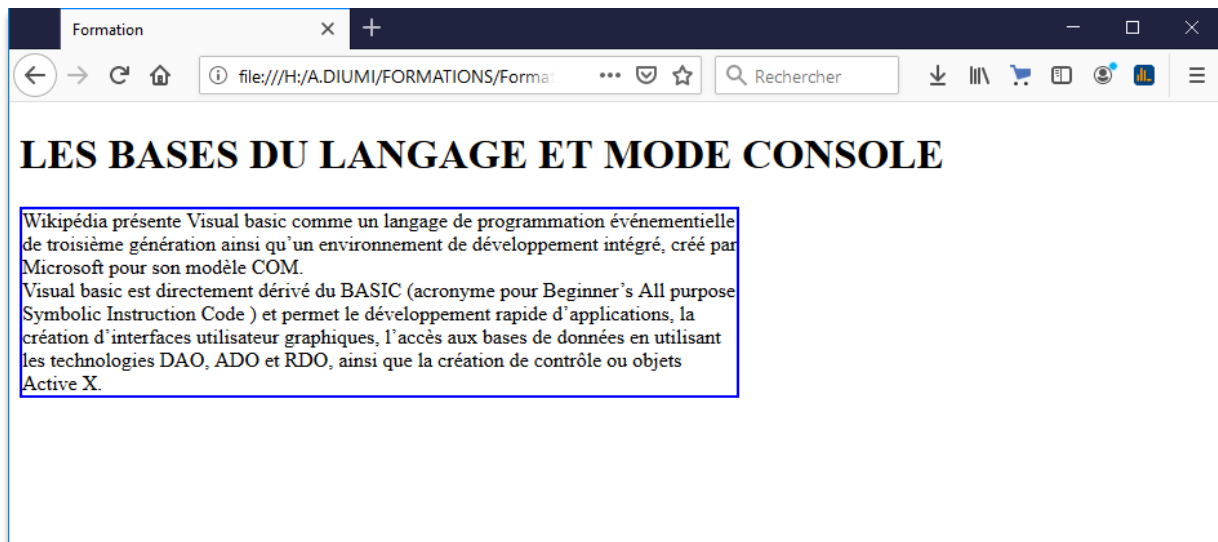 Formation
file:///H:/A.DIUMI/FORMATIONS/Format
Rechercher
LES BASES DU LANGAGE ET MODE CONSOLE
Wikipédia présente Visual basic comme un langage de programmation événementielle
de troisième génération ainsi qu’un environnement de développement intégré, créé par
Microsoft pour son modèle COM.
Visual basic est directement dérivé du BASIC (acronyme pour Beginner’s All purpose
Symbolic Instruction Code ) et permet le développement rapide d’applications, la
création d’interfaces utilisateur graphiques, l’accès aux bases de données en utilisant
les technologies DAO, ADO et RDO, ainsi que la création de contrôle ou objets
Active X.